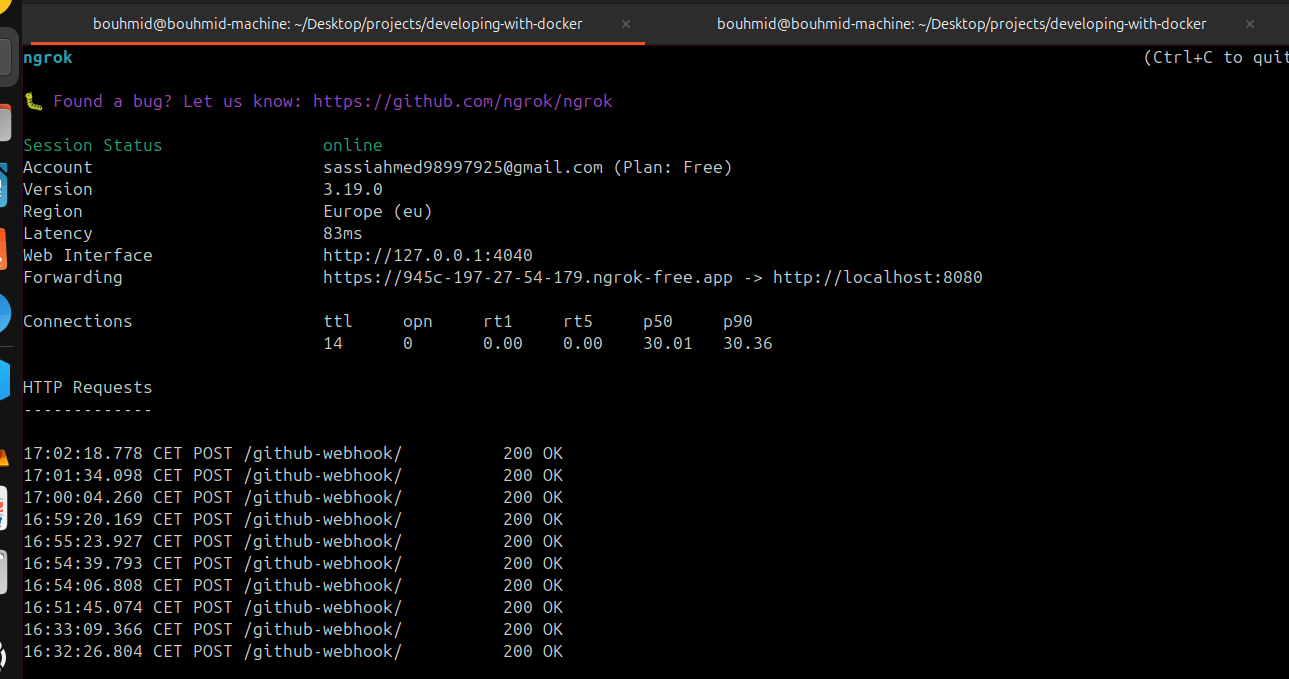 bouhmid@bouhmid-machine: ~/Desktop/projects/developing-with-docker × bouhmid@bouhmid-machine: ~/Desktop/projects/developing-with-docker ×
ngrok (Ctrl+C to quit
🐛 Found a bug? Let us know: https://github.com/ngrok/ngrok
Session Status online
Account sassiahmed98997925@gmail.com (Plan: Free)
Version 3.19.0
Region Europe (eu)
Latency 83ms
Web Interface http://127.0.0.1:4040
Forwarding https://945c-197-27-54-179.ngrok-free.app -> http://localhost:8080
Connections ttl opn rt1 rt5 p50 p90
14 0 0.00 0.00 30.01 30.36
HTTP Requests
-------------
17:02:18.778 CET POST /github-webhook/ 200 OK
17:01:34.098 CET POST /github-webhook/ 200 OK
17:00:04.260 CET POST /github-webhook/ 200 OK
16:59:20.169 CET POST /github-webhook/ 200 OK
16:55:23.927 CET POST /github-webhook/ 200 OK
16:54:39.793 CET POST /github-webhook/ 200 OK
16:54:06.808 CET POST /github-webhook/ 200 OK
16:51:45.074 CET POST /github-webhook/ 200 OK
16:33:09.366 CET POST /github-webhook/ 200 OK
16:32:26.804 CET POST /github-webhook/ 200 OK